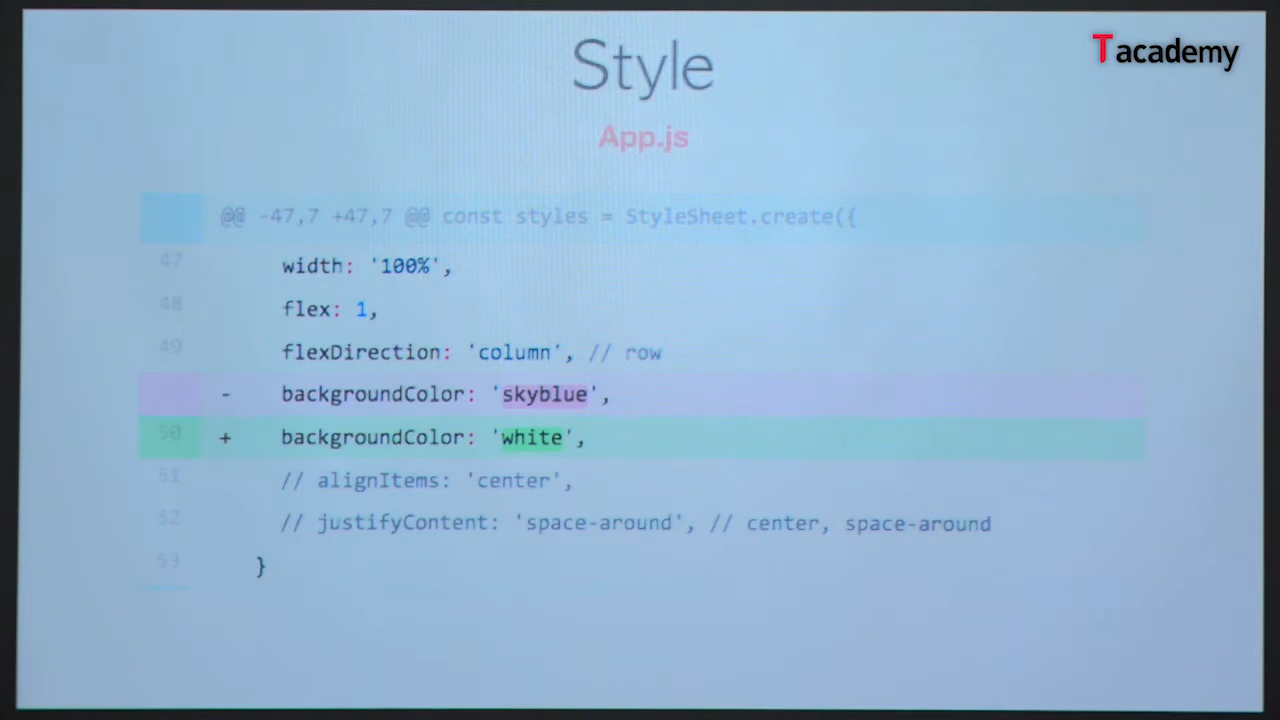 Style
Tacademy
App.js
@@ -47,7 +47,7 @@ const styles = StyleSheet.create({
47 width: '100%',
48 flex: 1,
49 flexDirection: 'column', // row
- backgroundColor: 'skyblue',
50 + backgroundColor: 'white',
51 // alignItems: 'center',
52 // justifyContent: 'space-around', // center, space-around
53 }